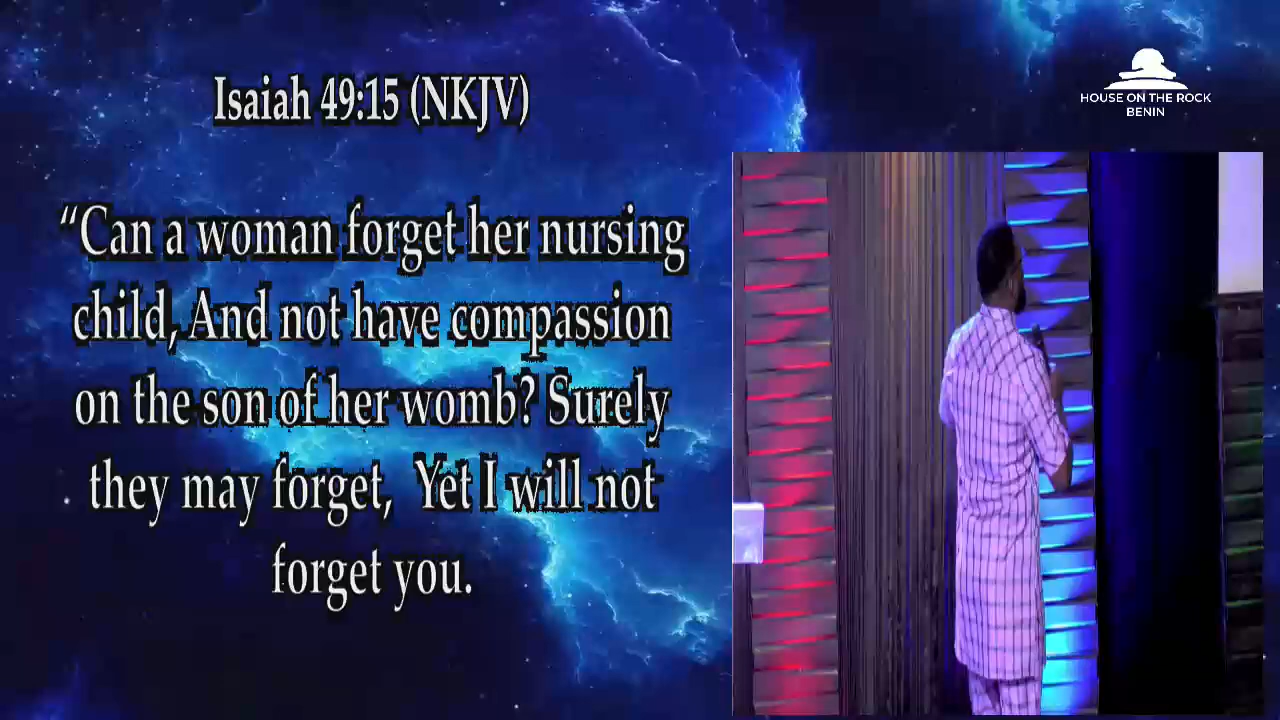 Isaiah 49:15 (NKJV)
“Can a woman forget her nursing
child, And not have compassion
on the son of her womb? Surely
they may forget,  Yet I will not
forget you.
HOUSE ON THE ROCK
BENIN